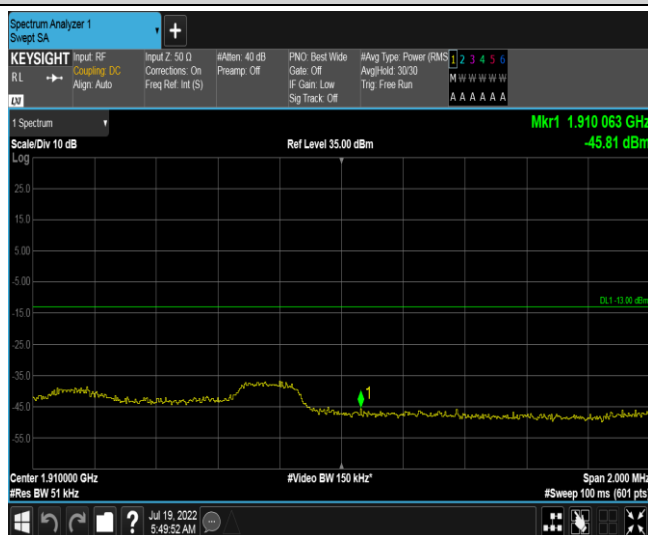 Spectrum Analyzer 1
Swept SA
+
KEYSIGHT
RL
Input: RF
Coupling: DC
Align: Auto
Input Z: 50 Ω
Corrections: On
Freq Ref: Int (S)
#Atten: 40 dB
Preamp: Off
PNO: Best Wide
Gate: Off
IF Gain: Low
Sig Track: Off
#Avg Type: Power (RMS
Avg|Hold: 30/30
Trig: Free Run
1 2 3 4 5 6
M W W W W W
A A A A A A
LXI
1 Spectrum
Scale/Div 10 dB
Ref Level 35.00 dBm
Mkr1 1.910 063 GHz
-45.81 dBm
Log
25.0
15.0
5.00
-5.00
DL1 -13.00 dBm
-15.0
-25.0
-35.0
1
-45.0
-55.0
Center 1.910000 GHz
#Video BW 150 kHz*
Span 2.000 MHz
#Res BW 51 kHz
#Sweep 100 ms (601 pts)
?
Jul 19, 2022
5:49:52 AM